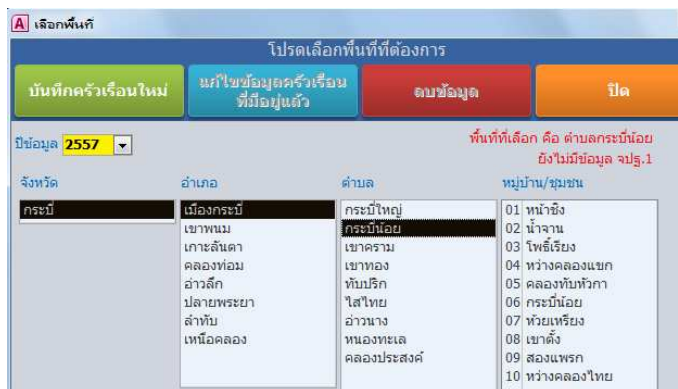 เลือกพื้นที่
โปรดเลือกพื้นที่ที่ต้องการ
บันทึกครัวเรือนใหม่
แก้ไขข้อมูลครัวเรือน
ที่มีอยู่แล้ว
ลบข้อมูล
ปิด
ปีข้อมูล 2557
พื้นที่ที่เลือก คือ ตำบลกระบี่น้อย
ยังไม่มีข้อมูล จปฐ.1
จังหวัด
กระบี่
อำเภอ
เมืองกระบี่
เขาพนม
เกาะลันตา
คลองท่อม
อ่าวลึก
ปลายพระยา
ลำทับ
เหนือคลอง
ตำบล
กระบี่ใหญ่
กระบี่น้อย
เขาคราม
เขาทอง
ทับปริก
ไสไทย
อ่าวนาง
หนองทะเล
คลองประสงค์
หมู่บ้าน/ชุมชน
01 หน้าชิง
02 น้ำจาน
03 โพธิ์เรียง
04 หว่างคลองแขก
05 คลองทับหัวกา
06 กระบี่น้อย
07 ห้วยเหรียง
08 เขาตั้ง
09 สองแพรก
10 หว่างคลองไทย